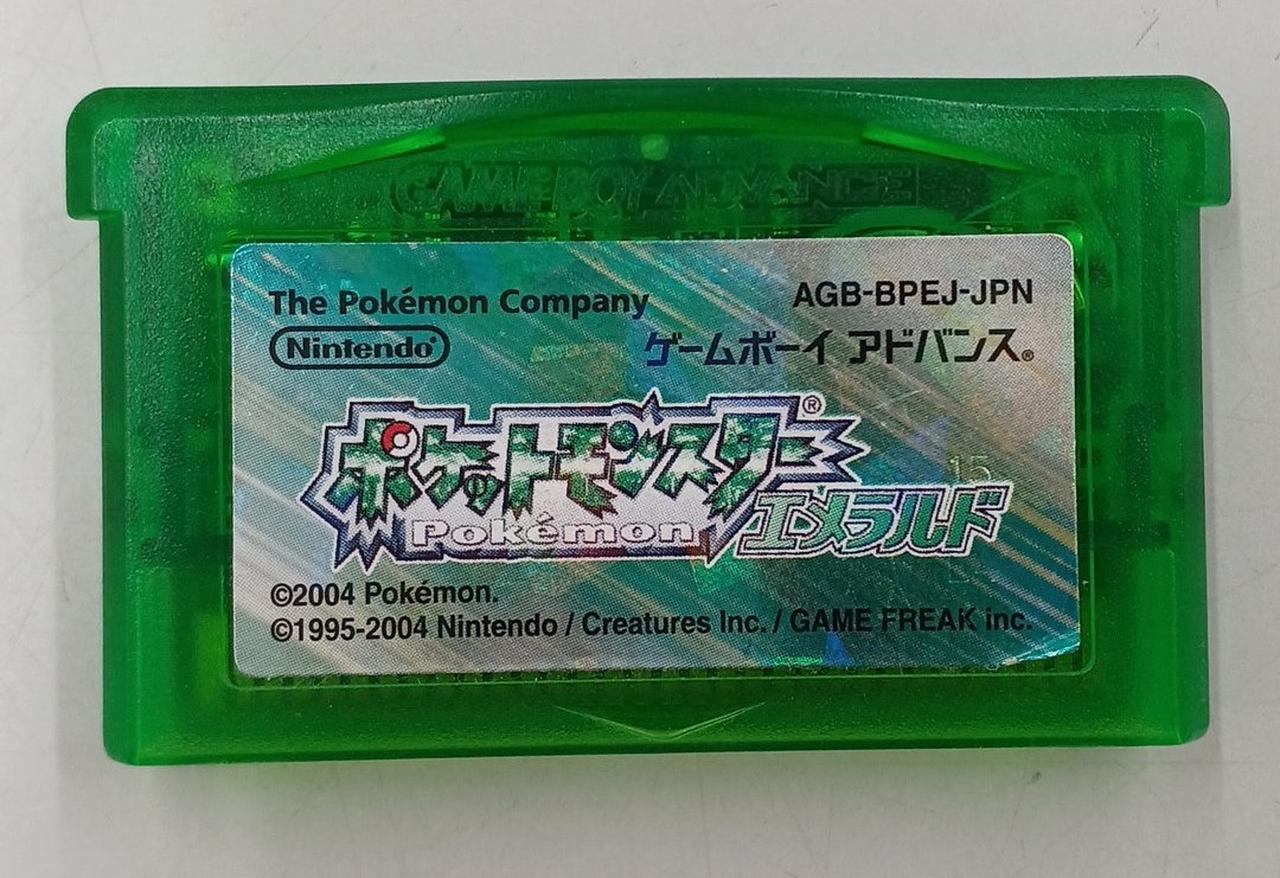 GAME BOY ADVANCE
The Pokémon Company
AGB-BPEJ-JPN
Nintendo®
ゲームボーイ アドバンス®
ポケットモンスター®
Pokémon
エメラルド
15
©2004 Pokémon.
©1995-2004 Nintendo / Creatures Inc. / GAME FREAK inc.